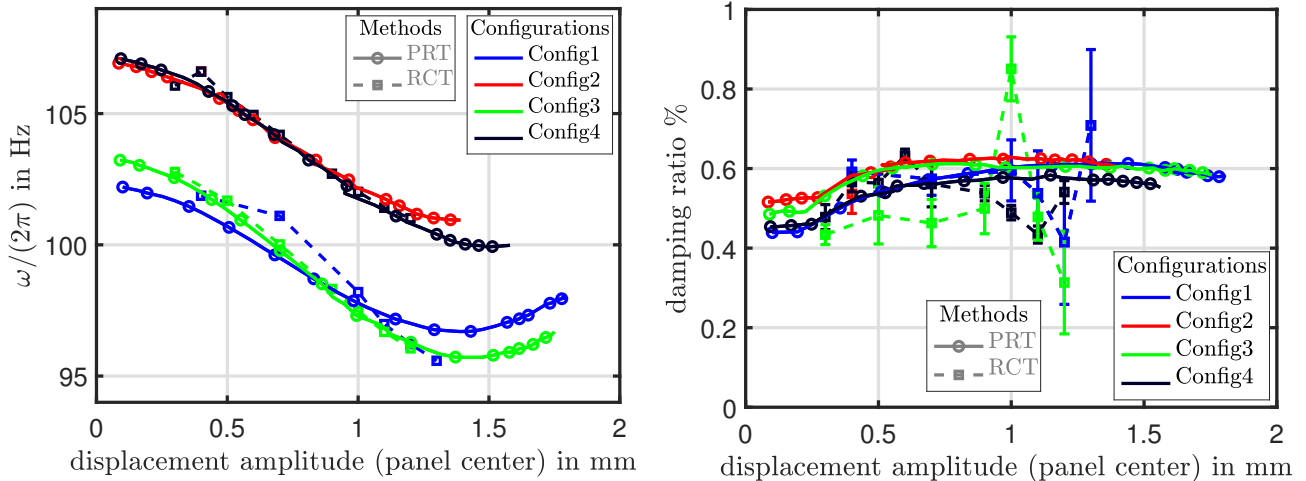 Methods
PRT
RCT
Configurations
Config1
Config2
Config3
Config4
105
100
95
ω/(2π) in Hz
0 0.5 1 1.5 2
displacement amplitude (panel center) in mm
1
0.8
0.6
0.4
0.2
0
damping ratio %
Configurations
Config1
Config2
Config3
Config4
Methods
PRT
RCT
0 0.5 1 1.5 2
displacement amplitude (panel center) in mm